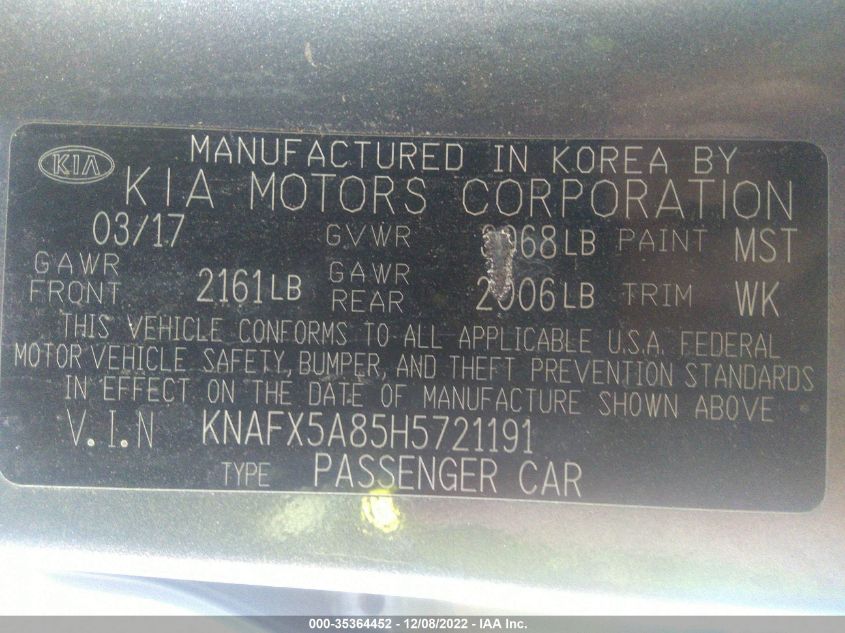 KIA
MANUFACTURED IN KOREA BY
KIA MOTORS CORPORATION
03/17 GVWR 068LB PAINT MST
GAWR FRONT 2161LB GAWR REAR 2006LB TRIM WK
THIS VEHICLE CONFORMS TO ALL APPLICABLE U.S.A. FEDERAL
MOTOR VEHICLE SAFETY, BUMPER, AND THEFT PREVENTION STANDARDS
IN EFFECT ON THE DATE OF MANUFACTURE SHOWN ABOVE
V.I.N KNAFX5A85H5721191
TYPE PASSENGER CAR
000-35364452 - 12/08/2022 - IAA Inc.